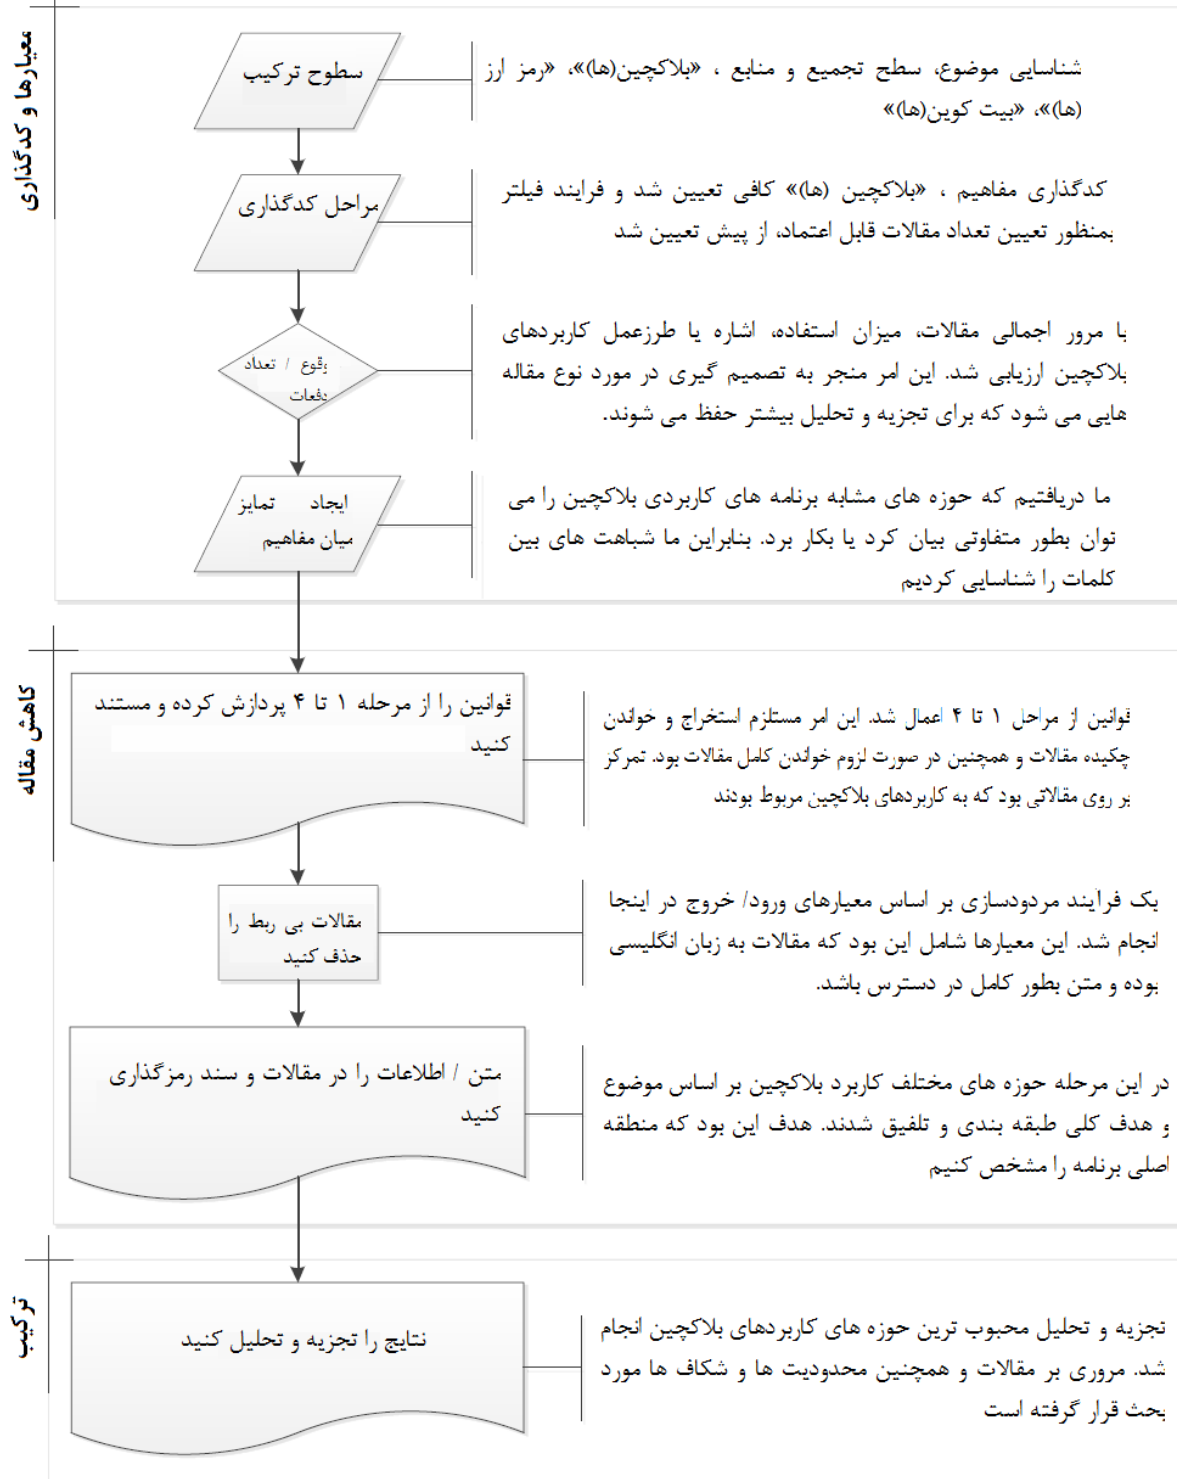 معیارها و کدگذاری
سطوح ترکیب
شناسایی موضوع، سطح تجمیع و منابع ، «بلاکچین(ها)»، «رمز ارز
(ها)»، «بیت کوین(ها)»
مراحل کدگذاری
کدگذاری مفاهیم ، «بلاکچین (ها)» کافی تعیین شد و فرایند فیلتر
بمنظور تعیین تعداد مقالات قابل اعتماد، از پیش تعیین شد
وقوع / تعداد
دفعات
با مرور اجمالی مقالات، میزان استفاده، اشاره یا طرزعمل کاربردهای
بلاکچین ارزیابی شد. این امر منجر به تصمیم گیری در مورد نوع مقاله
هایی می شود که برای تجزیه و تحلیل بیشتر حفظ می شوند.
ایجاد تمایز
میان مفاهیم
ما دریافتیم که حوزه های مشابه برنامه های کاربردی بلاکچین را می
توان بطور متفاوتی بیان کرد یا بکار برد. بنابراین ما شباهت های بین
کلمات را شناسایی کردیم
کاهش مقاله
قوانین را از مرحله ۱ تا ۴ پردازش کرده و مستند
کنید
قوانین از مراحل ۱ تا ۴ اعمال شد. این امر مستلزم استخراج و خواندن
چکیده مقالات و همچنین در صورت لزوم خواندن کامل مقالات بود. تمرکز
بر روی مقالاتی بود که به کاربردهای بلاکچین مربوط بودند
مقالات بی ربط را
حذف کنید
یک فرآیند مردودسازی بر اساس معیارهای ورود/ خروج در اینجا
انجام شد. این معیارها شامل این بود که مقالات به زبان انگلیسی
بوده و متن بطور کامل در دسترس باشد.
متن / اطلاعات را در مقالات و سند رمزگذاری
کنید
در این مرحله حوزه های مختلف کاربرد بلاکچین بر اساس موضوع
و هدف کلی طبقه بندی و تلفیق شدند. هدف این بود که منطقه
اصلی برنامه را مشخص کنیم
ترکیب
نتایج را تجزیه و تحلیل کنید
تجزیه و تحلیل محبوب ترین حوزه های کاربردهای بلاکچین انجام
شد. مروری بر مقالات و همچنین محدودیت ها و شکاف ها مورد
بحث قرار گرفته است